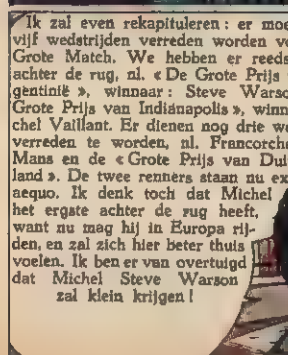 Ik zal even rekapituleren : er moe
vijf wedstrijden verreden worden v
Grote Match. We hebben er reeds
achter de rug, nl. « De Grote Prijs
gentinië », winnaar : Steve Warso
Grote Prijs van Indianapolis », winn
chel Vaillant. Er dienen nog drie we
verreden te worden, nl. Francorche
Mans en de « Grote Prijs van Dui
land ». De twee renners staan nu ex
aequo. Ik denk toch dat Michel
het ergste achter de rug heeft,
want nu mag hij in Europa rij-
den, en zal zich hier beter thuis
voelen. Ik ben er van overtuigd
dat Michel Steve Warson
zal klein krijgen !